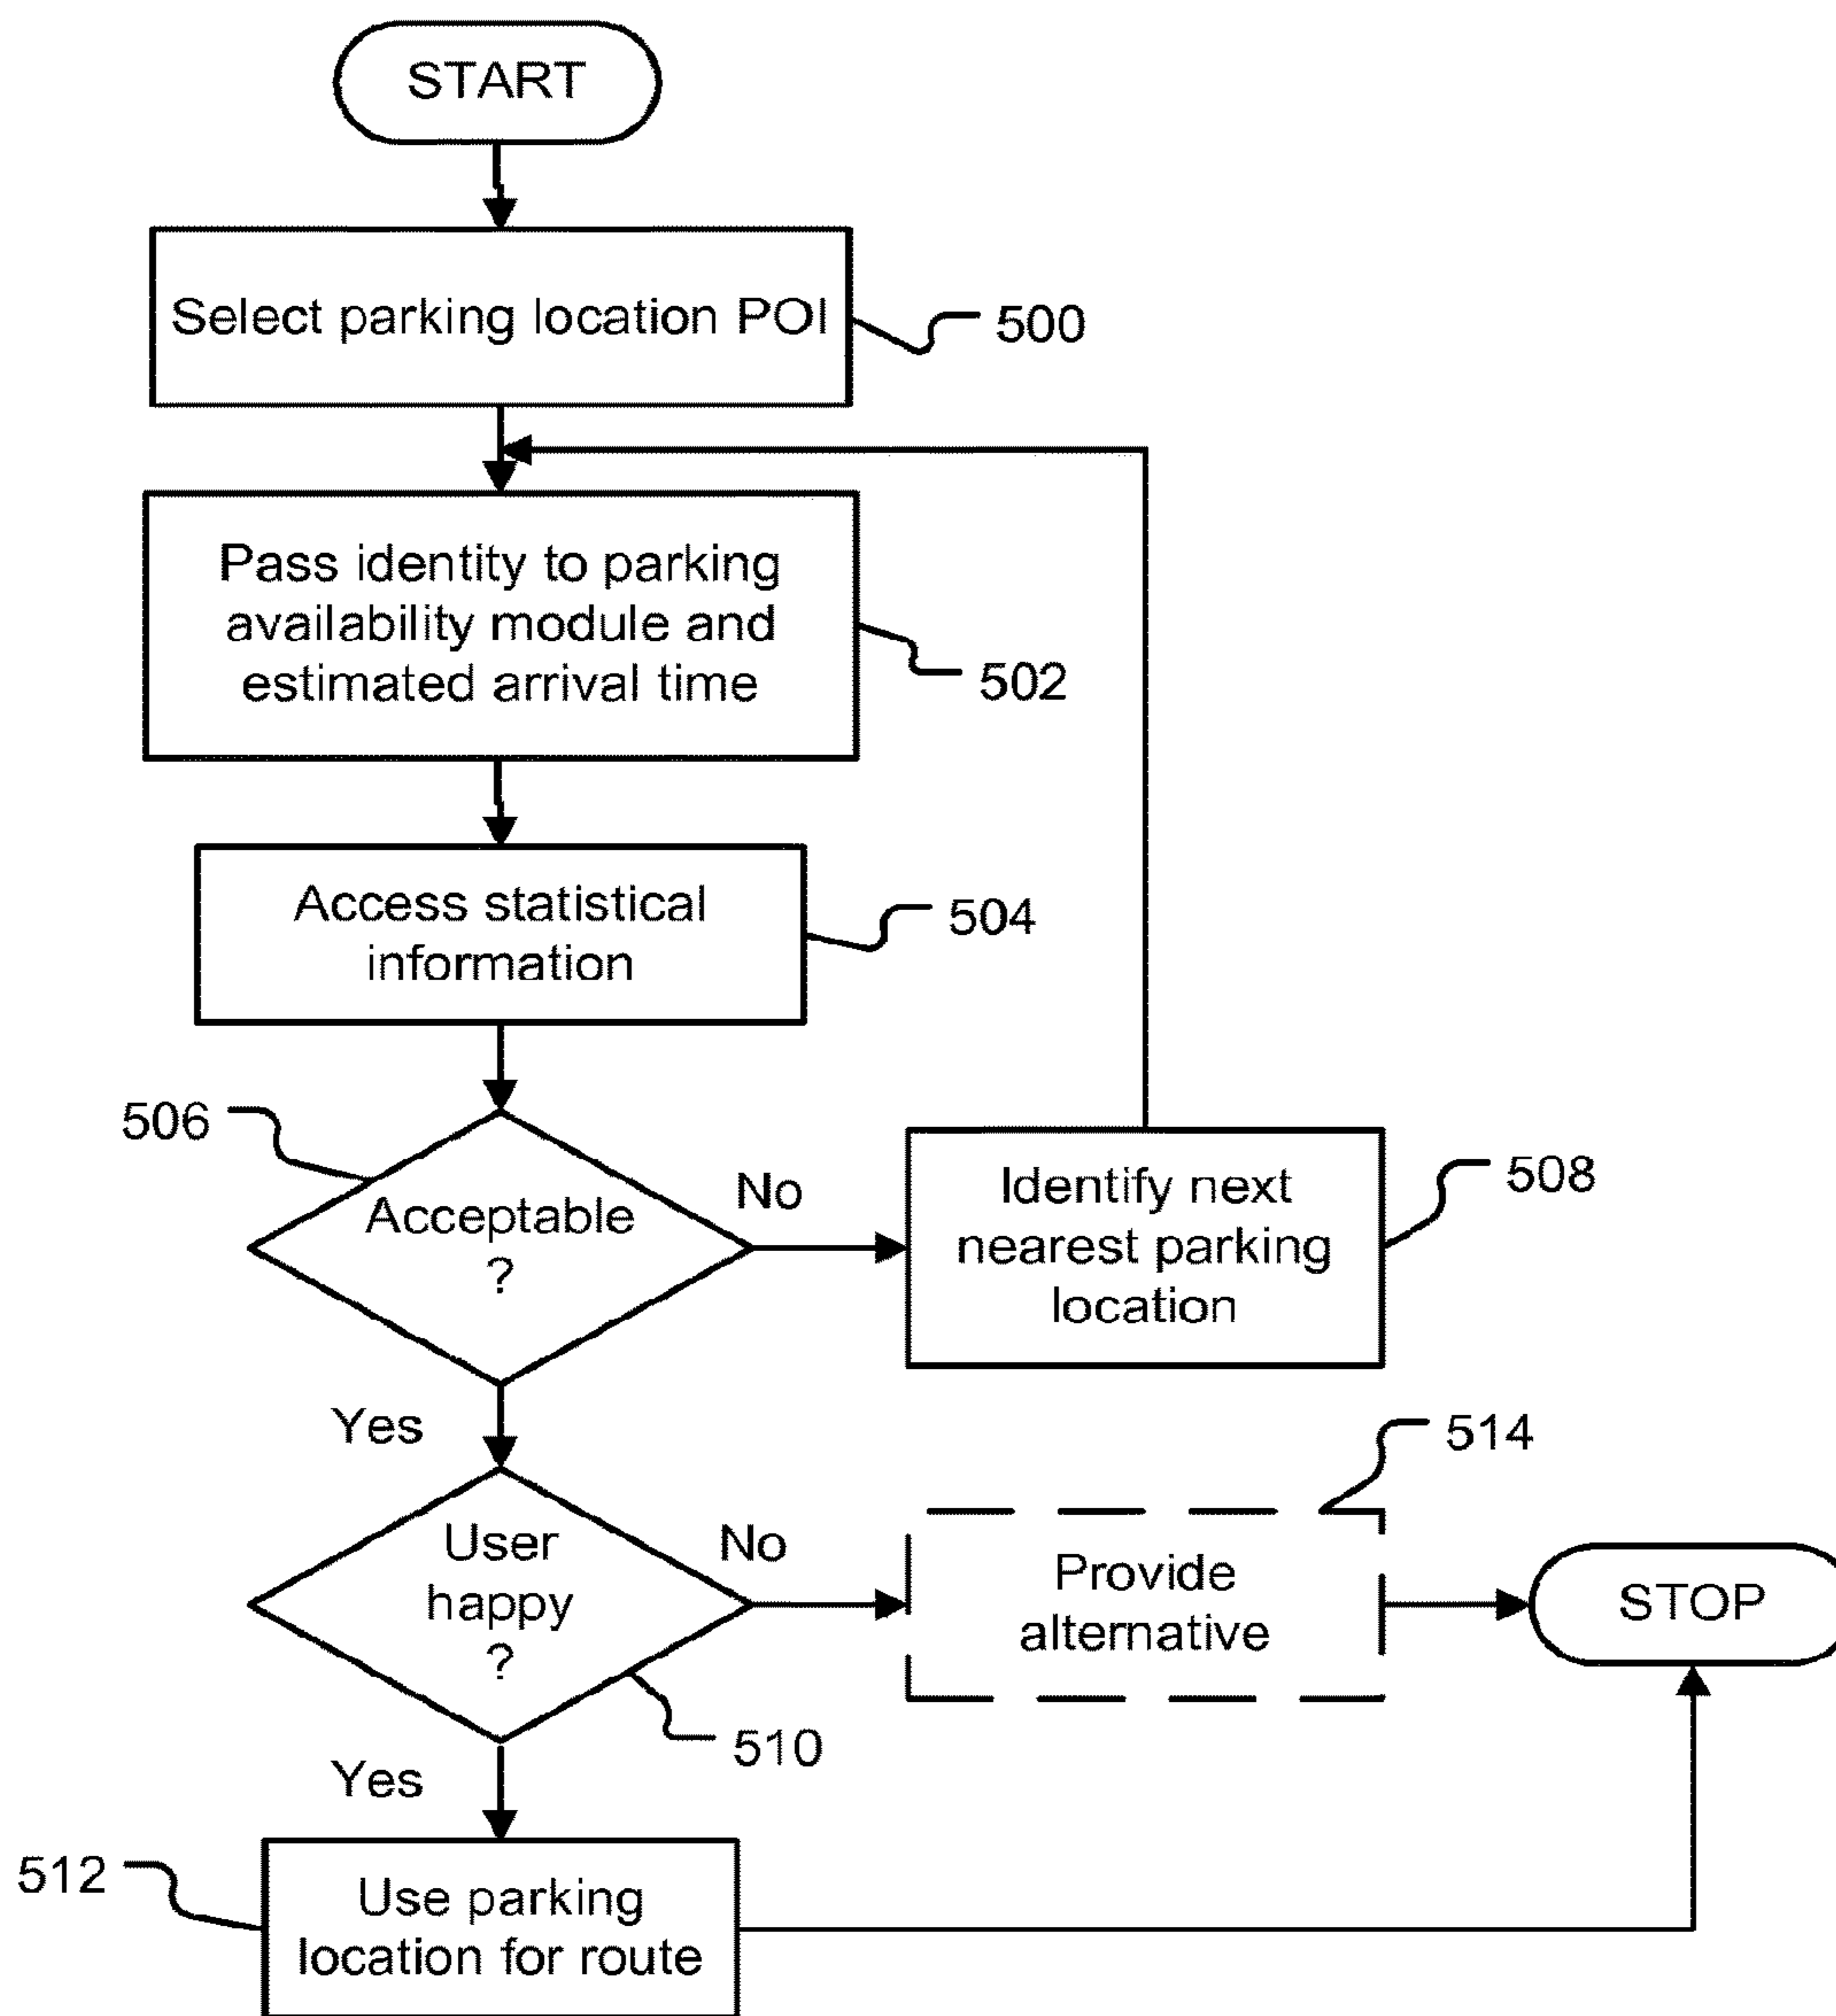 START
Select parking location POI
500
Pass identity to parking
availability module and
estimated arrival time
502
Access statistical
information
504
506
Acceptable
?
No
Identify next
nearest parking
location
508
Yes
514
User
happy
?
No
Provide
alternative
STOP
510
Yes
512
Use parking
location for route